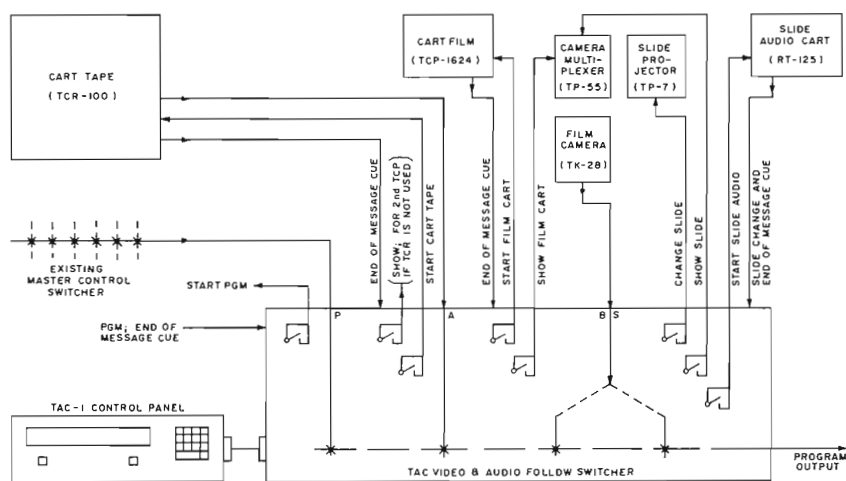 CART TAPE
(TCR-100)
CART FILM
(TCP-1624)
CAMERA
MULTI-
PLEXER
(TP-55)
SLIDE
PRO-
JECTOR
(TP-7)
SLIDE
AUDIO CART
(RT-125)
FILM
CAMERA
(TK-28)
END OF MESSAGE CUE
(SHOW; FOR 2nd TCP
IF TCR IS NOT USED)
START CART TAPE
END OF MESSAGE CUE
START FILM CART
SHOW FILM CART
CHANGE SLIDE
SHOW SLIDE
START SLIDE AUDIO
SLIDE CHANGE AND
END OF MESSAGE CUE
EXISTING
MASTER CONTROL
SWITCHER
START PGM
PGM; END OF
MESSAGE CUE
P
A
B
S
TAC-1 CONTROL PANEL
TAC VIDEO & AUDIO FOLLOW SWITCHER
PROGRAM
OUTPUT